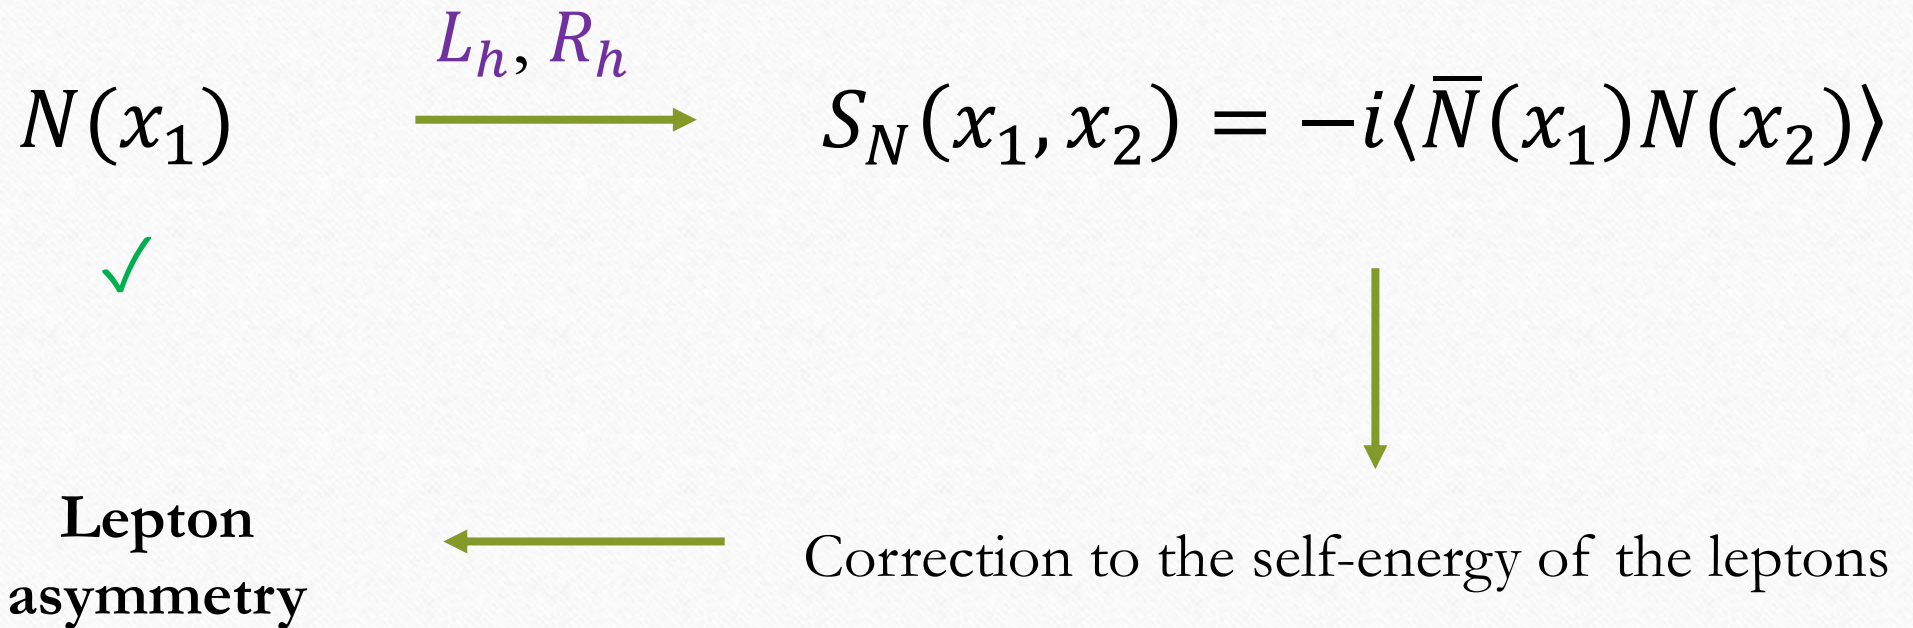 L_h, R_h
N(x_1)
S_N(x_1, x_2) = −i⟨N̅(x_1)N(x_2)⟩
✓
Lepton
asymmetry
Correction to the self-energy of the leptons